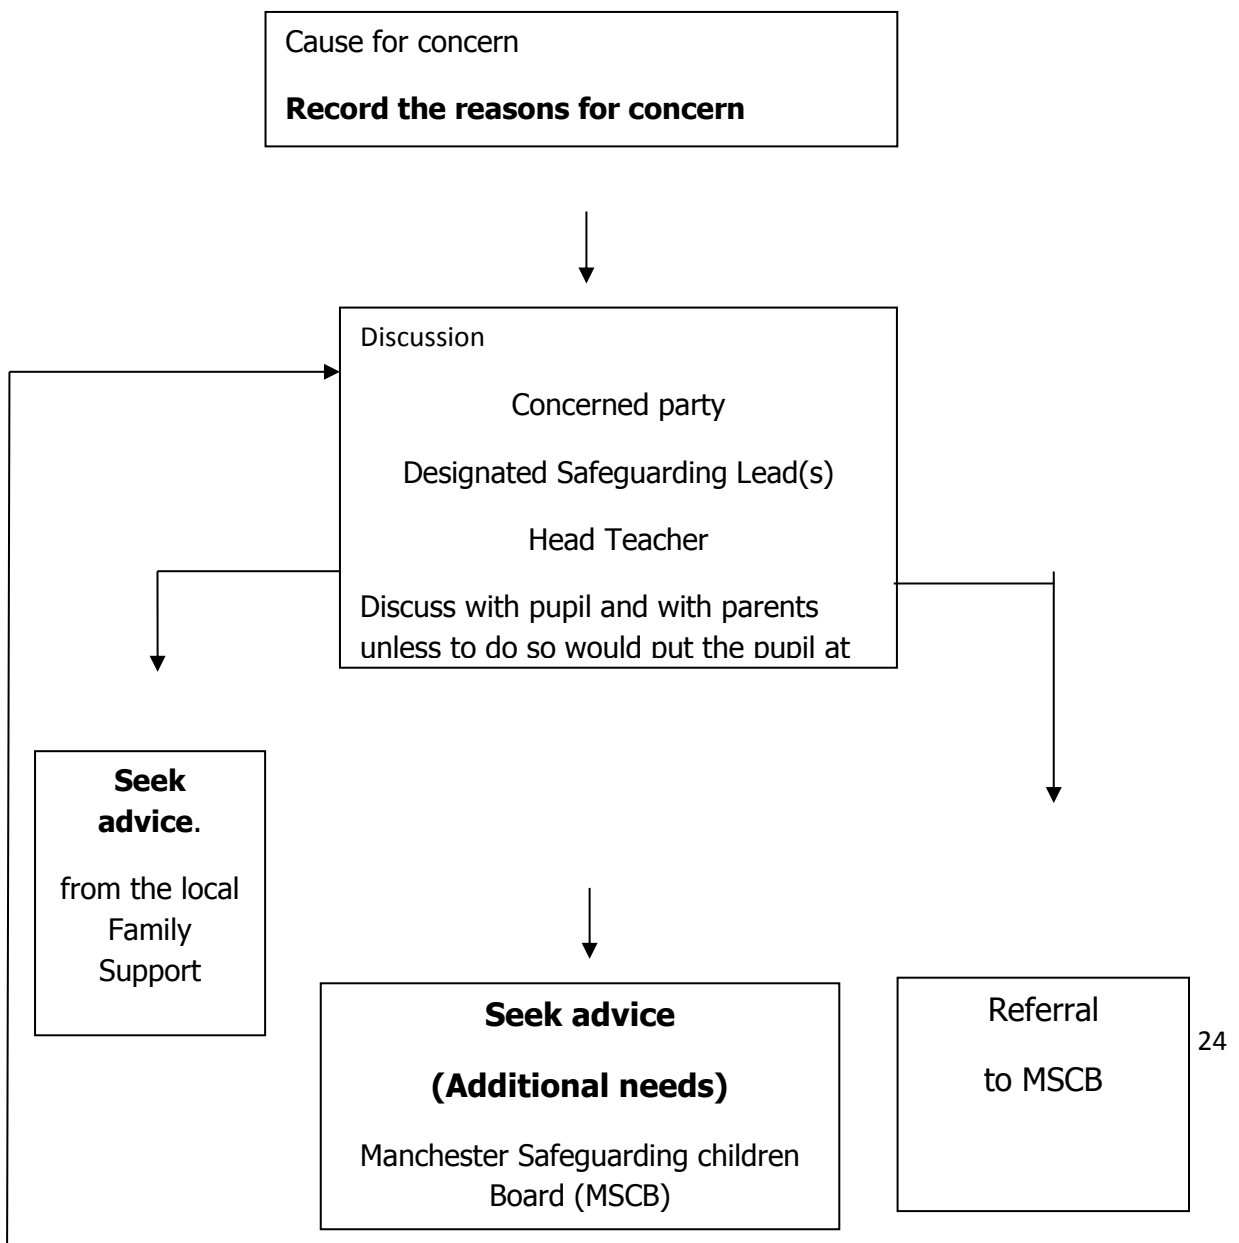 Cause for concern
Record the reasons for concern
Discussion
Concerned party
Designated Safeguarding Lead(s)
Head Teacher
Discuss with pupil and with parents
unless to do so would put the pupil at
Seek
advice.
from the local
Family
Support
Seek advice
(Additional needs)
Manchester Safeguarding children
Board (MSCB)
Referral
to MSCB
24